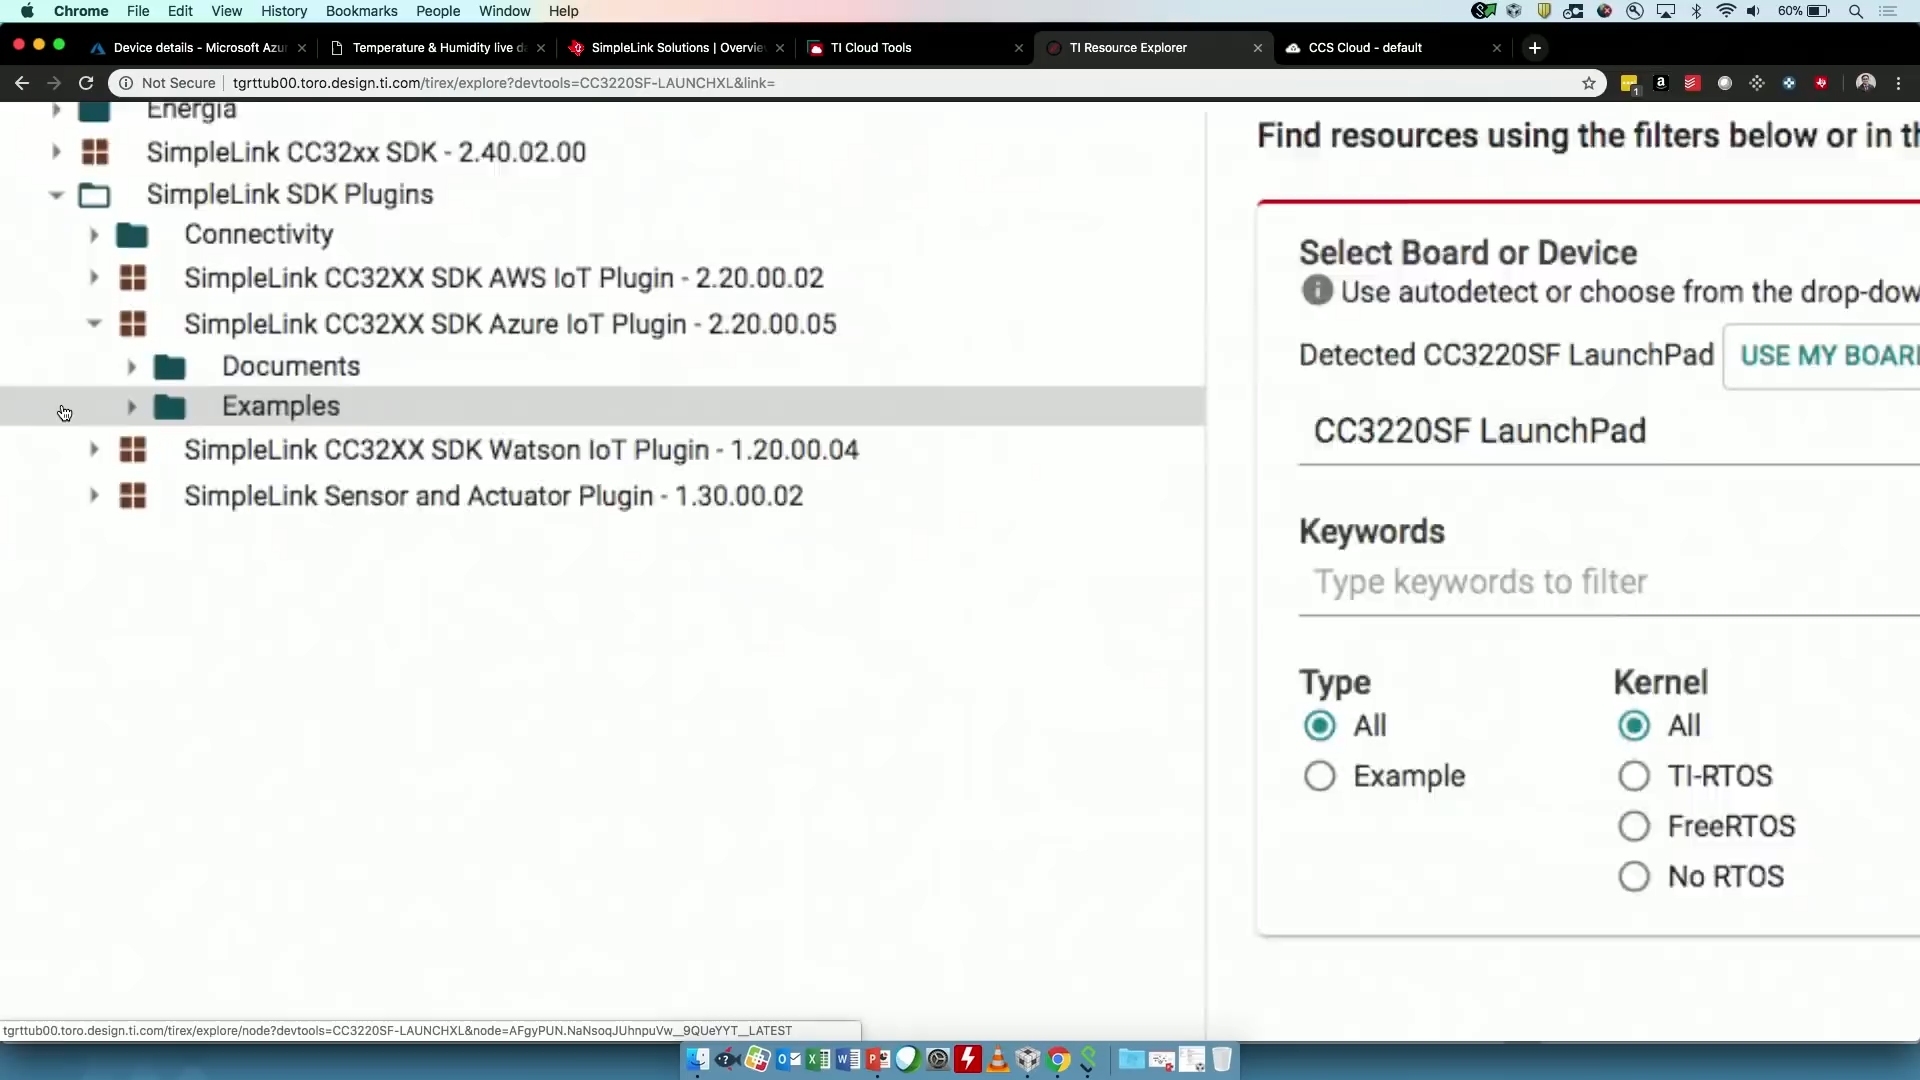 Chrome File Edit View History Bookmarks People Window Help 60%
Device details - Microsoft Azu Temperature & Humidity live da SimpleLink Solutions | Overview TI Cloud Tools TI Resource Explorer CCS Cloud - default
Not Secure tgrttub00.toro.design.ti.com/tirex/explore?devtools=CC3220SF-LAUNCHXL&link=
Energia
SimpleLink CC32xx SDK - 2.40.02.00
SimpleLink SDK Plugins
Connectivity
SimpleLink CC32XX SDK AWS IoT Plugin - 2.20.00.02
SimpleLink CC32XX SDK Azure IoT Plugin - 2.20.00.05
Documents
Examples
SimpleLink CC32XX SDK Watson IoT Plugin - 1.20.00.04
SimpleLink Sensor and Actuator Plugin - 1.30.00.02
Find resources using the filters below or in th
Select Board or Device
Use autodetect or choose from the drop-dow
Detected CC3220SF LaunchPad USE MY BOARD
CC3220SF LaunchPad
Keywords
Type keywords to filter
Type Kernel
All All
Example TI-RTOS
FreeRTOS
No RTOS
tgrttub00.toro.design.ti.com/tirex/explore/node?devtools=CC3220SF-LAUNCHXL&node=AFgyPUN.NaNsoqJUhnpuVw__9QUeYYT__LATEST